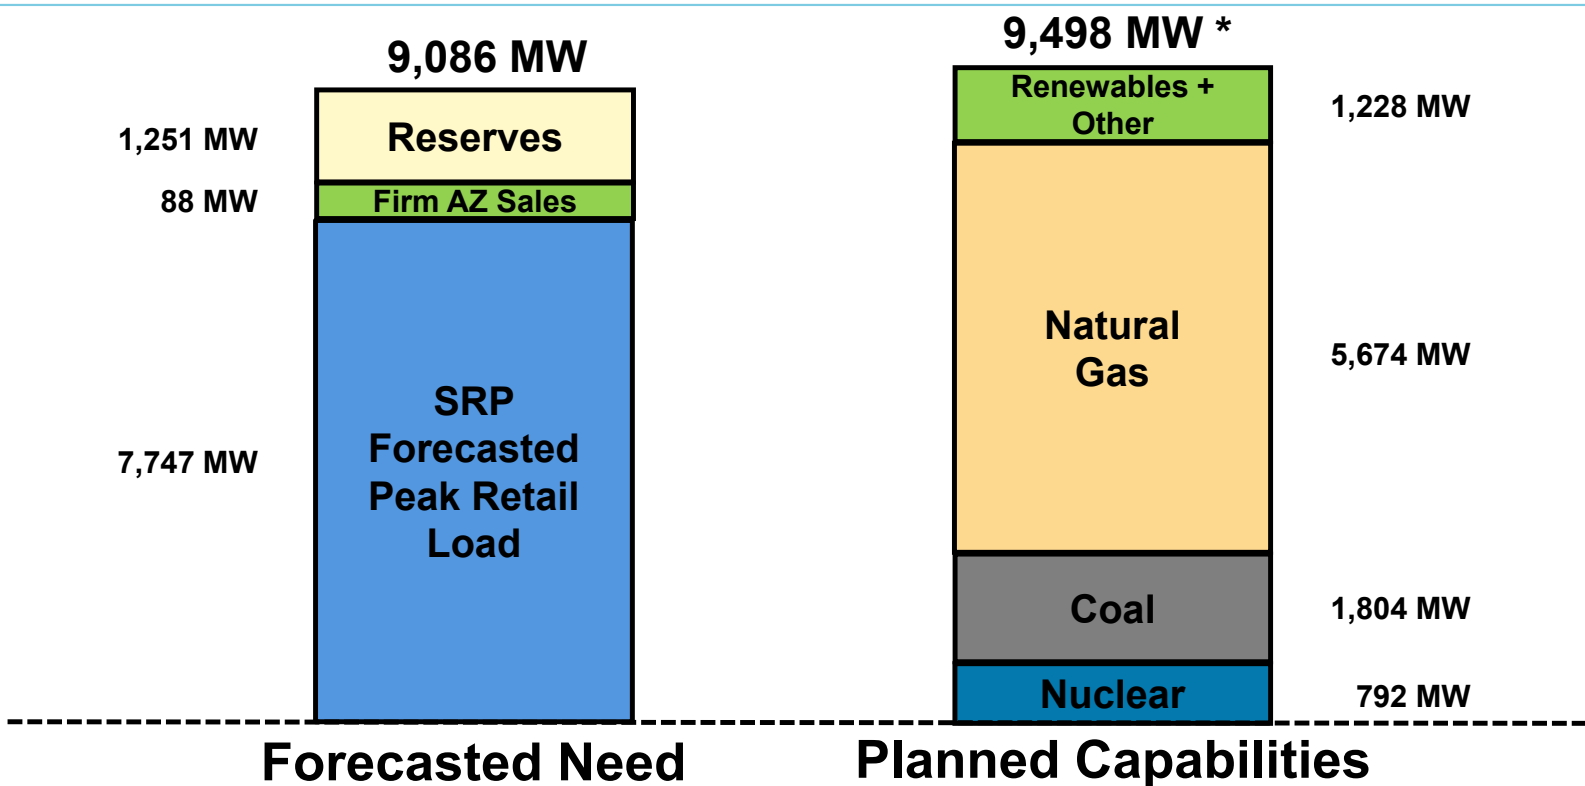 9,086 MW
1,251 MW
Reserves
88 MW
Firm AZ Sales
7,747 MW
SRP
Forecasted
Peak Retail
Load
Forecasted Need
9,498 MW *
Renewables +
Other
1,228 MW
Natural
Gas
5,674 MW
Coal
1,804 MW
Nuclear
792 MW
Planned Capabilities